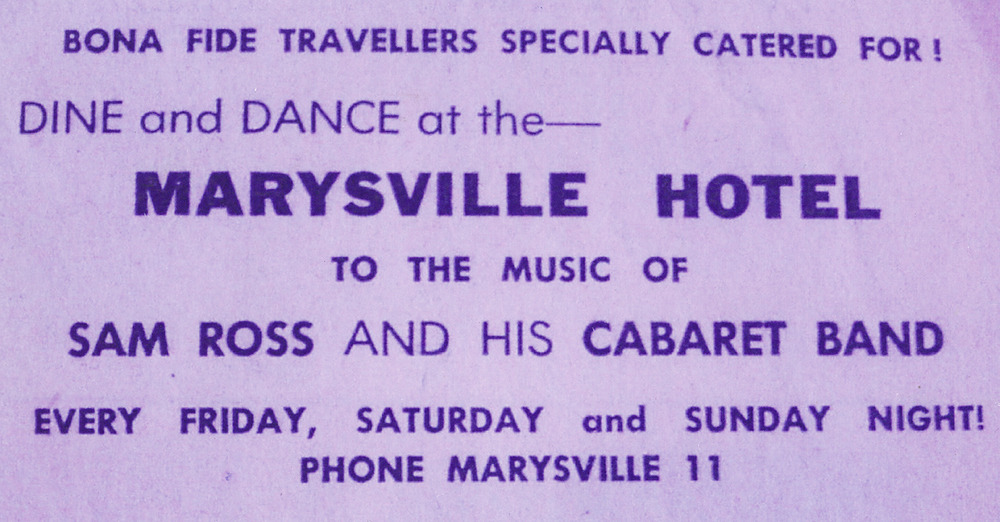 BONA FIDE TRAVELLERS SPECIALLY CATERED FOR!
DINE and DANCE at the—
MARYSVILLE HOTEL
TO THE MUSIC OF
SAM ROSS AND HIS CABARET BAND
EVERY FRIDAY, SATURDAY and SUNDAY NIGHT!
PHONE MARYSVILLE 11